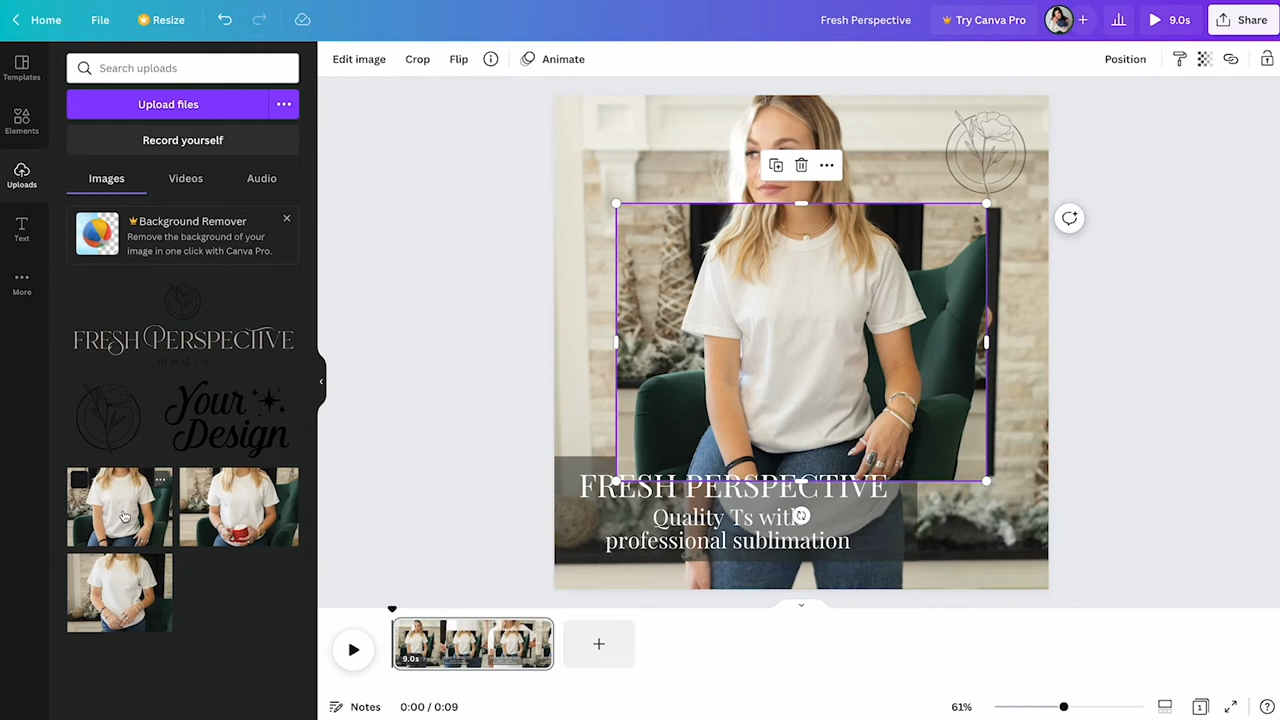 Home
File
Resize
Fresh Perspective
Try Canva Pro
9.0s
Share
Templates
Elements
Uploads
Text
More
Search uploads
Upload files
Record yourself
Images
Videos
Audio
Background Remover
Remove the background of your
image in one click with Canva Pro.
FRESH PERSPECTIVE
Your
Design
Edit image
Crop
Flip
Animate
Position
FRESH PERSPECTIVE
Quality Ts with
professional sublimation
9.0s
Notes
0:00 / 0:09
61%
1